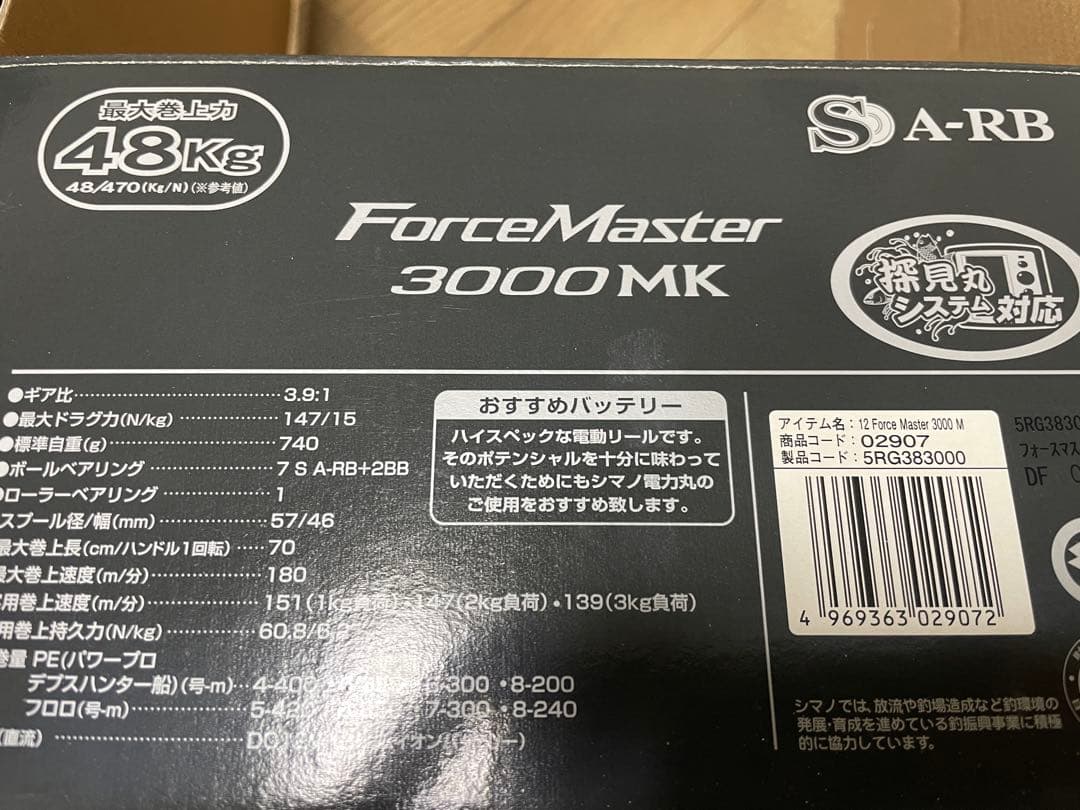 最大巻上力
48Kg
48/470(Kg/N)(※参考値)
S A-RB
ForceMaster
3000MK
探見丸
システム対応
●ギア比 3.9:1
●最大ドラグ力(N/kg) 147/15
●標準自重(g) 740
●ボールベアリング 7 S A-RB+2BB
●ローラーベアリング 1
スプール径/幅(mm) 57/46
最大巻上長(cm/ハンドル1回転) 70
最大巻上速度(m/分) 180
用巻上速度(m/分) 151(1kg負荷)・147(2kg負荷)・139(3kg負荷)
用巻上持久力(N/kg) 60.8/6.2
巻量 PE(パワープロ
デプスハンター船)(号-m) 4-400 -300・8-200
フロロ(号-m) 5-42 7-300・8-240
(直流) DC12
おすすめバッテリー
ハイスペックな電動リールです。
そのポテンシャルを十分に味わって
いただくためにもシマノ電力丸の
ご使用をおすすめ致します。
アイテム名：12 Force Master 3000 M
商品コード：02907
製品コード：5RG383000
4 969363 029072
5RG3830
フォースマス
DF
シマノでは、放流や釣場造成など釣環境の
発展・育成を進めている釣振興事業に積極
的に協力しています。